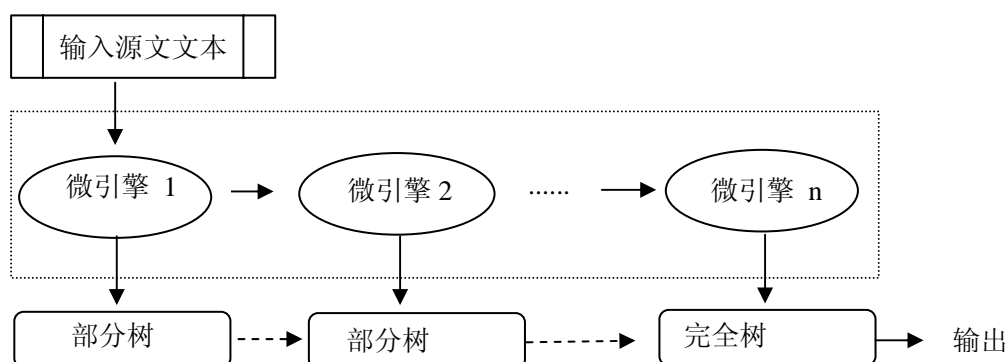 输入源文文本
微引擎 1
微引擎 2
......
微引擎 n
部分树
部分树
完全树
输出